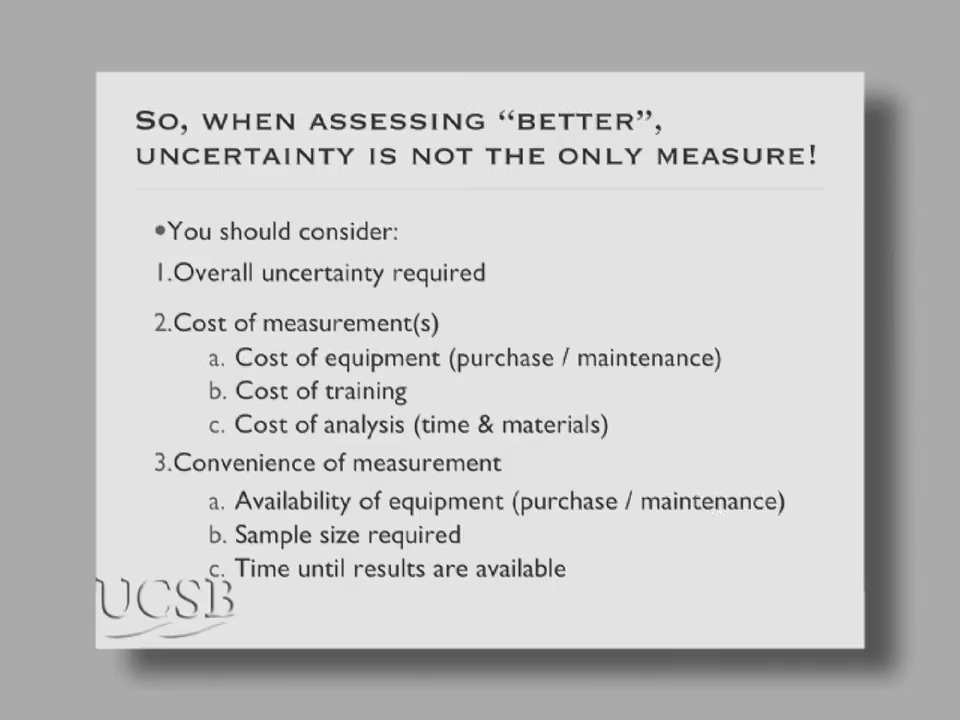 So, when assessing “better”,
uncertainty is not the only measure!
•You should consider:
1.Overall uncertainty required
2.Cost of measurement(s)
a. Cost of equipment (purchase / maintenance)
b. Cost of training
c. Cost of analysis (time & materials)
3.Convenience of measurement
a. Availability of equipment (purchase / maintenance)
b. Sample size required
c. Time until results are available
UCSB